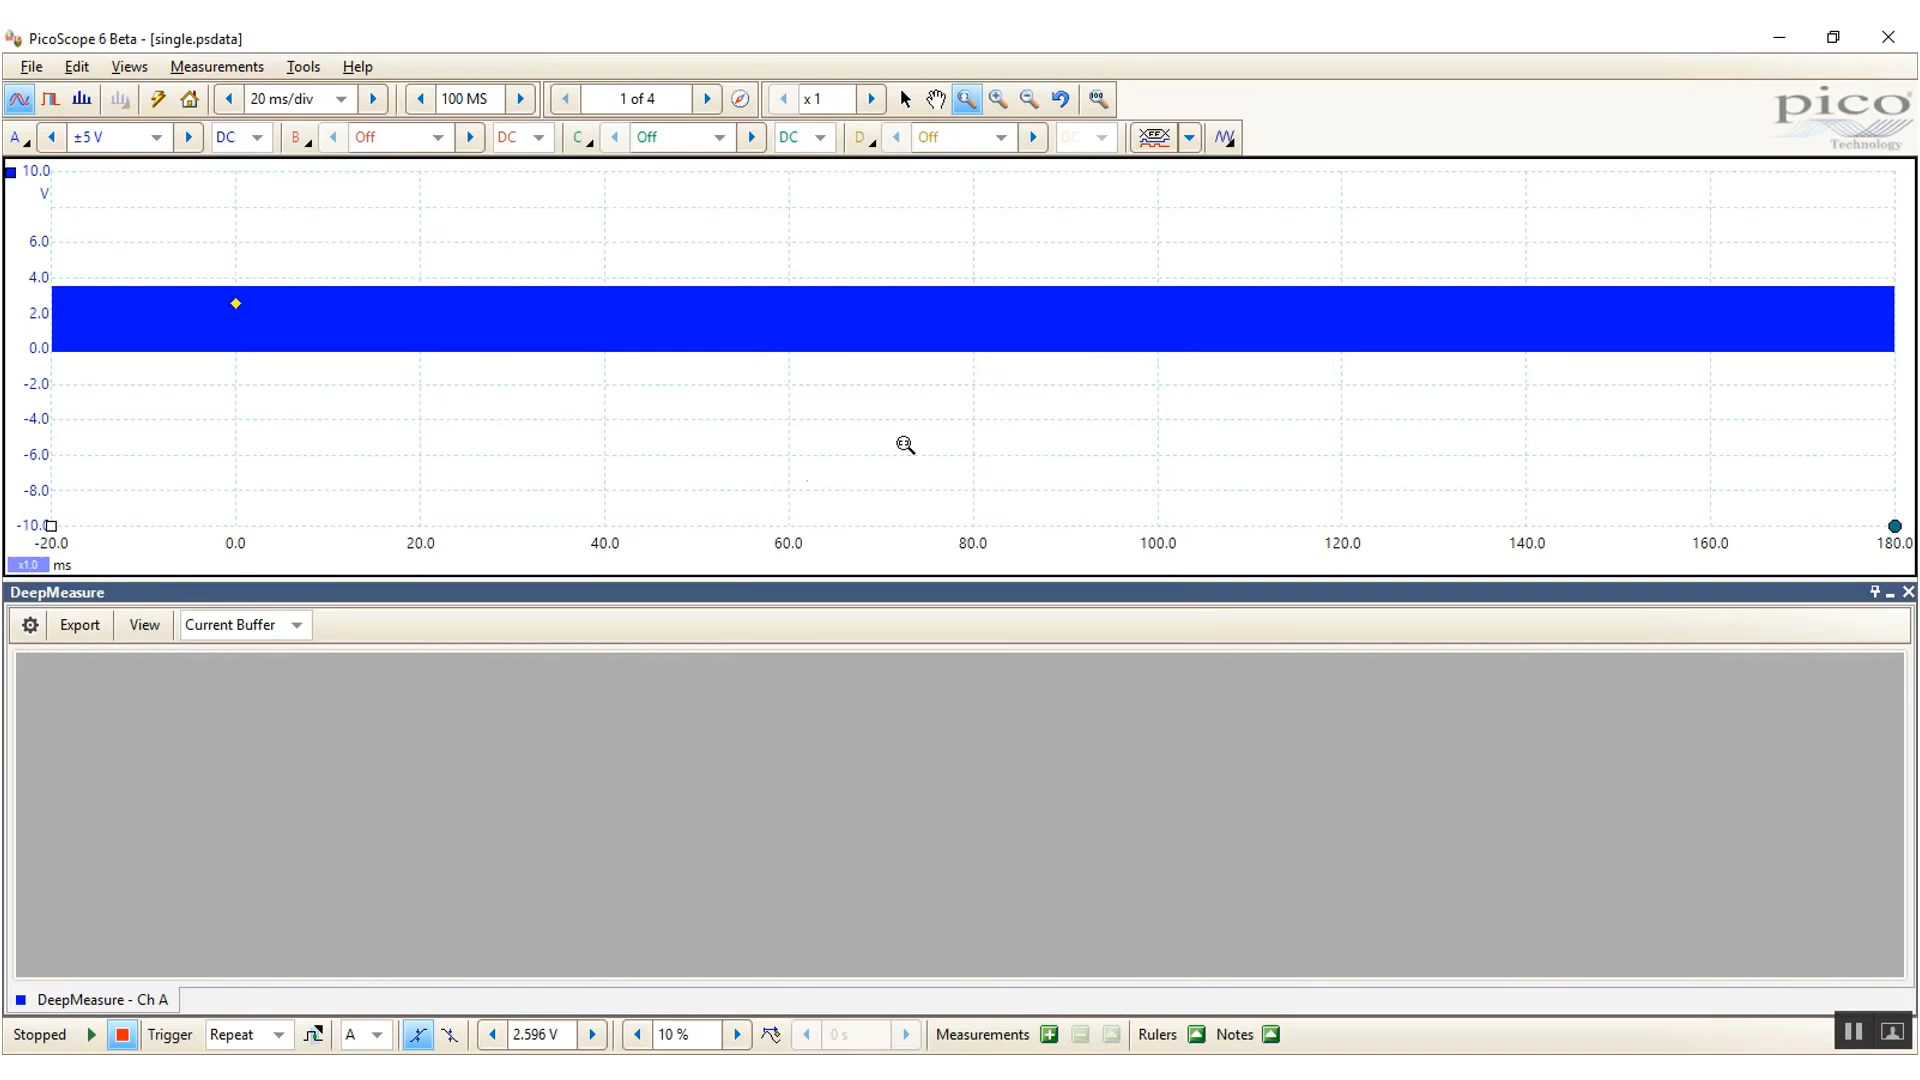 PicoScope 6 Beta - [single.psdata]
File Edit Views Measurements Tools Help
20 ms/div 100 MS 1 of 4 x 1
A ±5 V DC B Off DC C Off DC D Off DC
pico
Technology
10.0
V
6.0
4.0
2.0
0.0
-2.0
-4.0
-6.0
-8.0
-10.0
-20.0 0.0 20.0 40.0 60.0 80.0 100.0 120.0 140.0 160.0 180.0
x1.0 ms
DeepMeasure
Export View Current Buffer
DeepMeasure - Ch A
Stopped Trigger Repeat A 2.596 V 10 % 0 s Measurements Rulers Notes